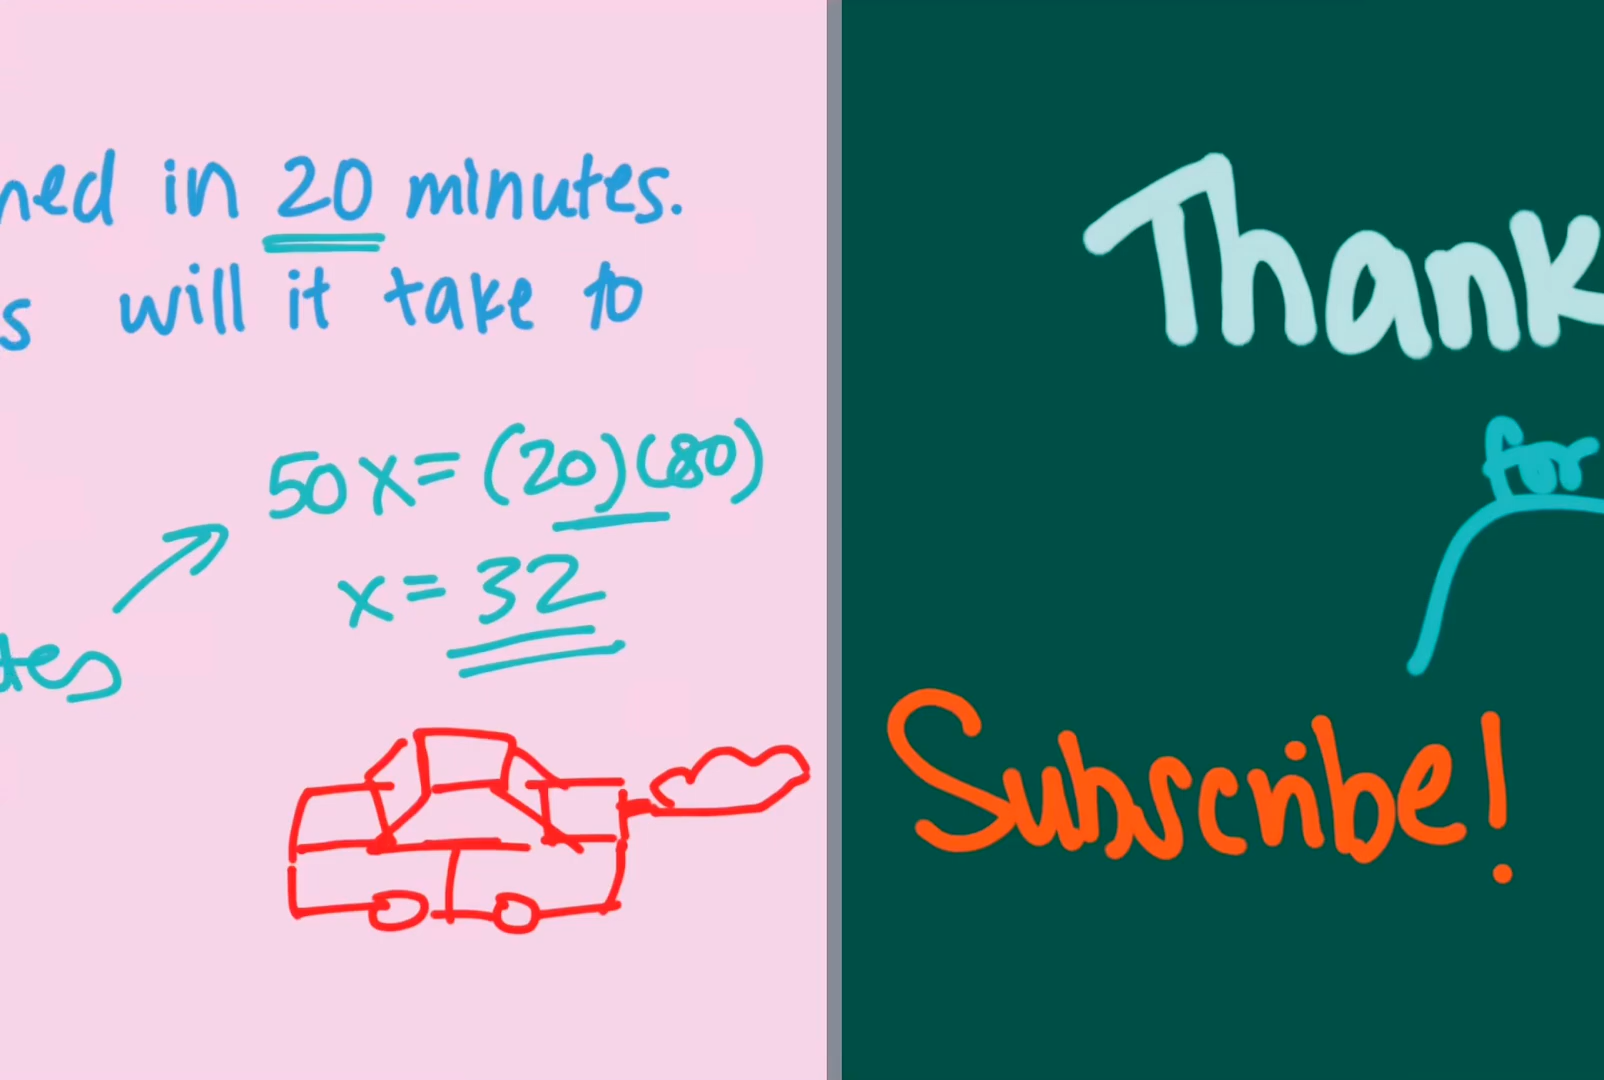 ned in 20 minutes.
s will it take to
50x = (20)(80)
x = 32
tes
Thank
for
Subscribe!